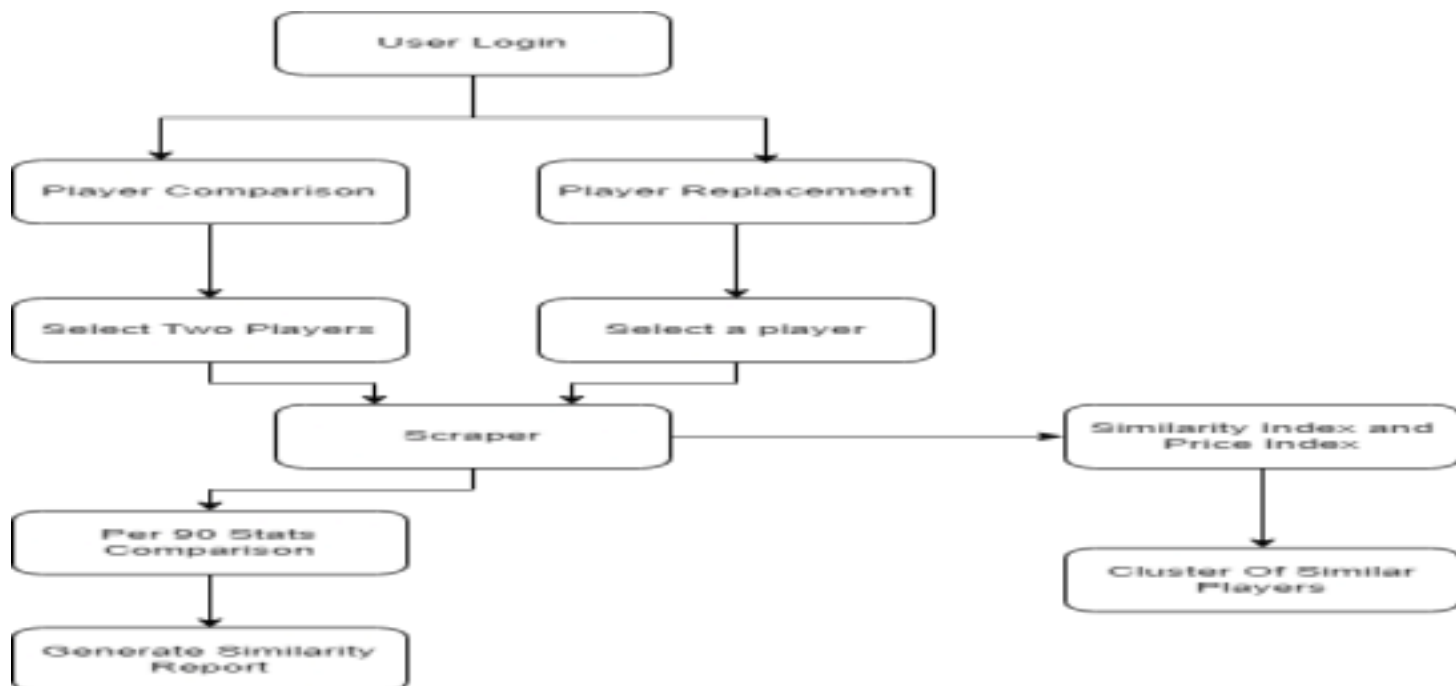 User Login
Player Comparison
Player Replacement
Select Two Players
Select a player
Scraper
Similarity Index and
Price Index
Per 90 Stats
Comparison
Cluster Of Similar
Players
Generate Similarity
Report